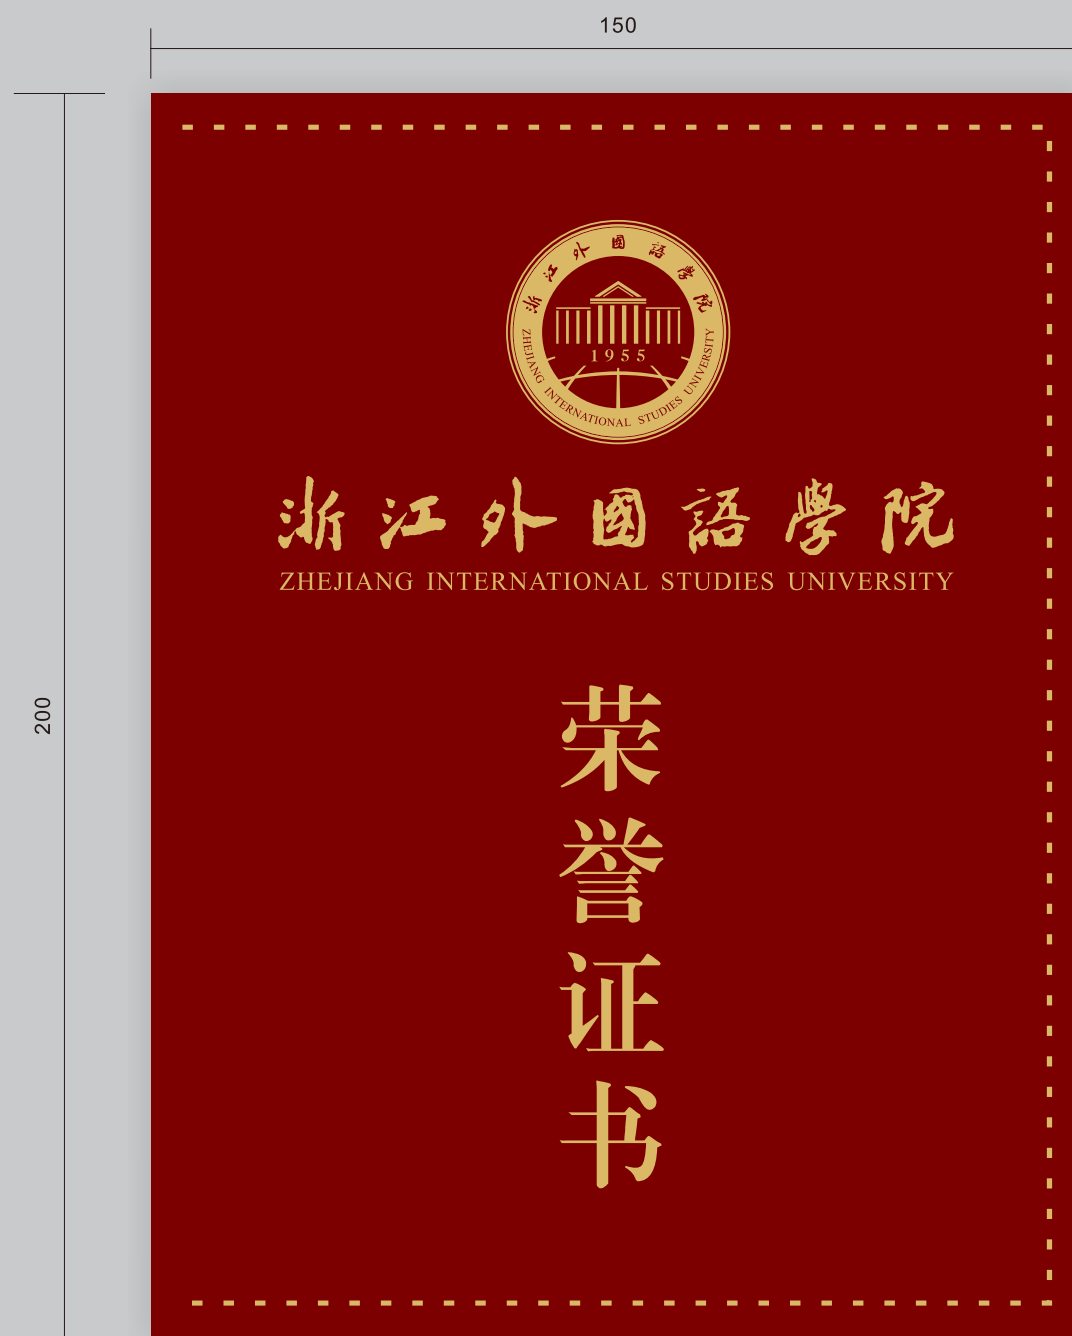 150
200
浙江外國語學院
1955
ZHEJIANG INTERNATIONAL STUDIES UNIVERSITY
浙江外國語學院
ZHEJIANG INTERNATIONAL STUDIES UNIVERSITY
荣
誉
证
书